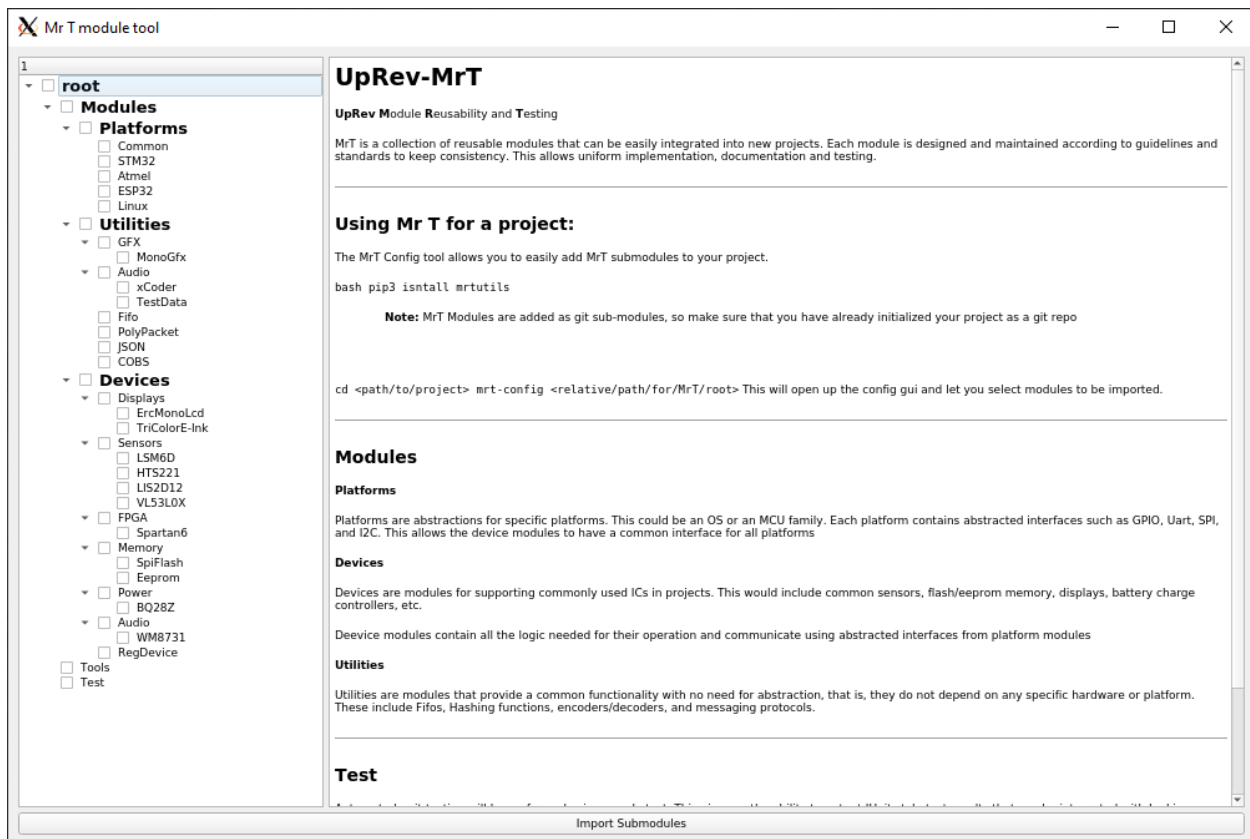 Mr T module tool
1
root
Modules
Platforms
Common
STM32
Atmel
ESP32
Linux
Utilities
GFX
MonoGfx
Audio
xCoder
TestData
Fifo
PolyPacket
JSON
COBS
Devices
Displays
ErcMonoLcd
TriColorE-Ink
Sensors
LSM6D
HTS221
LIS2D12
VL53L0X
FPGA
Spartan6
Memory
SpiFlash
Eeprom
Power
BQ28Z
Audio
WM8731
RegDevice
Tools
Test
UpRev-MrT
UpRev Module Reusability and Testing
MrT is a collection of reusable modules that can be easily integrated into new projects. Each module is designed and maintained according to guidelines and
standards to keep consistency. This allows uniform implementation, documentation and testing.
Using Mr T for a project:
The MrT Config tool allows you to easily add MrT submodules to your project.
bash pip3 isntall mrtutils
Note: MrT Modules are added as git sub-modules, so make sure that you have already initialized your project as a git repo
cd <path/to/project> mrt-config <relative/path/for/MrT/root> This will open up the config gui and let you select modules to be imported.
Modules
Platforms
Platforms are abstractions for specific platforms. This could be an OS or an MCU family. Each platform contains abstracted interfaces such as GPIO, Uart, SPI,
and I2C. This allows the device modules to have a common interface for all platforms
Devices
Devices are modules for supporting commonly used ICs in projects. This would include common sensors, flash/eeprom memory, displays, battery charge
controllers, etc.
Deevice modules contain all the logic needed for their operation and communicate using abstracted interfaces from platform modules
Utilities
Utilities are modules that provide a common functionality with no need for abstraction, that is, they do not depend on any specific hardware or platform.
These include Fifos, Hashing functions, encoders/decoders, and messaging protocols.
Test
Import Submodules